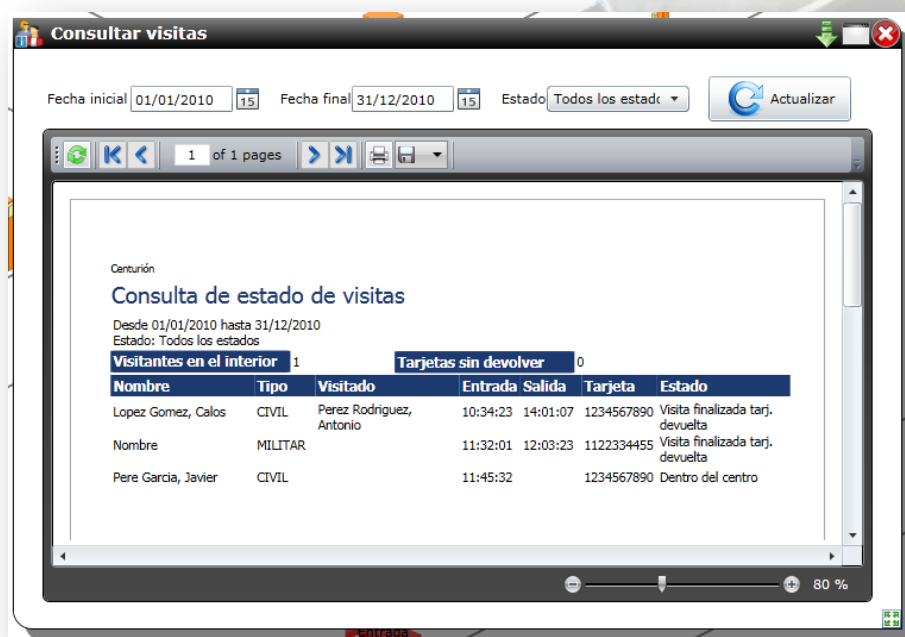 Consultar visitas
Fecha inicial 01/01/2010 15 Fecha final 31/12/2010 15 Estado Todos los estadc Actualizar
1 of 1 pages
Centurión
Consulta de estado de visitas
Desde 01/01/2010 hasta 31/12/2010
Estado: Todos los estados
Visitantes en el interior 1 Tarjetas sin devolver 0
Nombre Tipo Visitado Entrada Salida Tarjeta Estado
Lopez Gomez, Calos CIVIL Perez Rodriguez, Antonio 10:34:23 14:01:07 1234567890 Visita finalizada tarj. devuelta
Nombre MILITAR 11:32:01 12:03:23 1122334455 Visita finalizada tarj. devuelta
Pere Garcia, Javier CIVIL 11:45:32 1234567890 Dentro del centro
80 %
Entrada